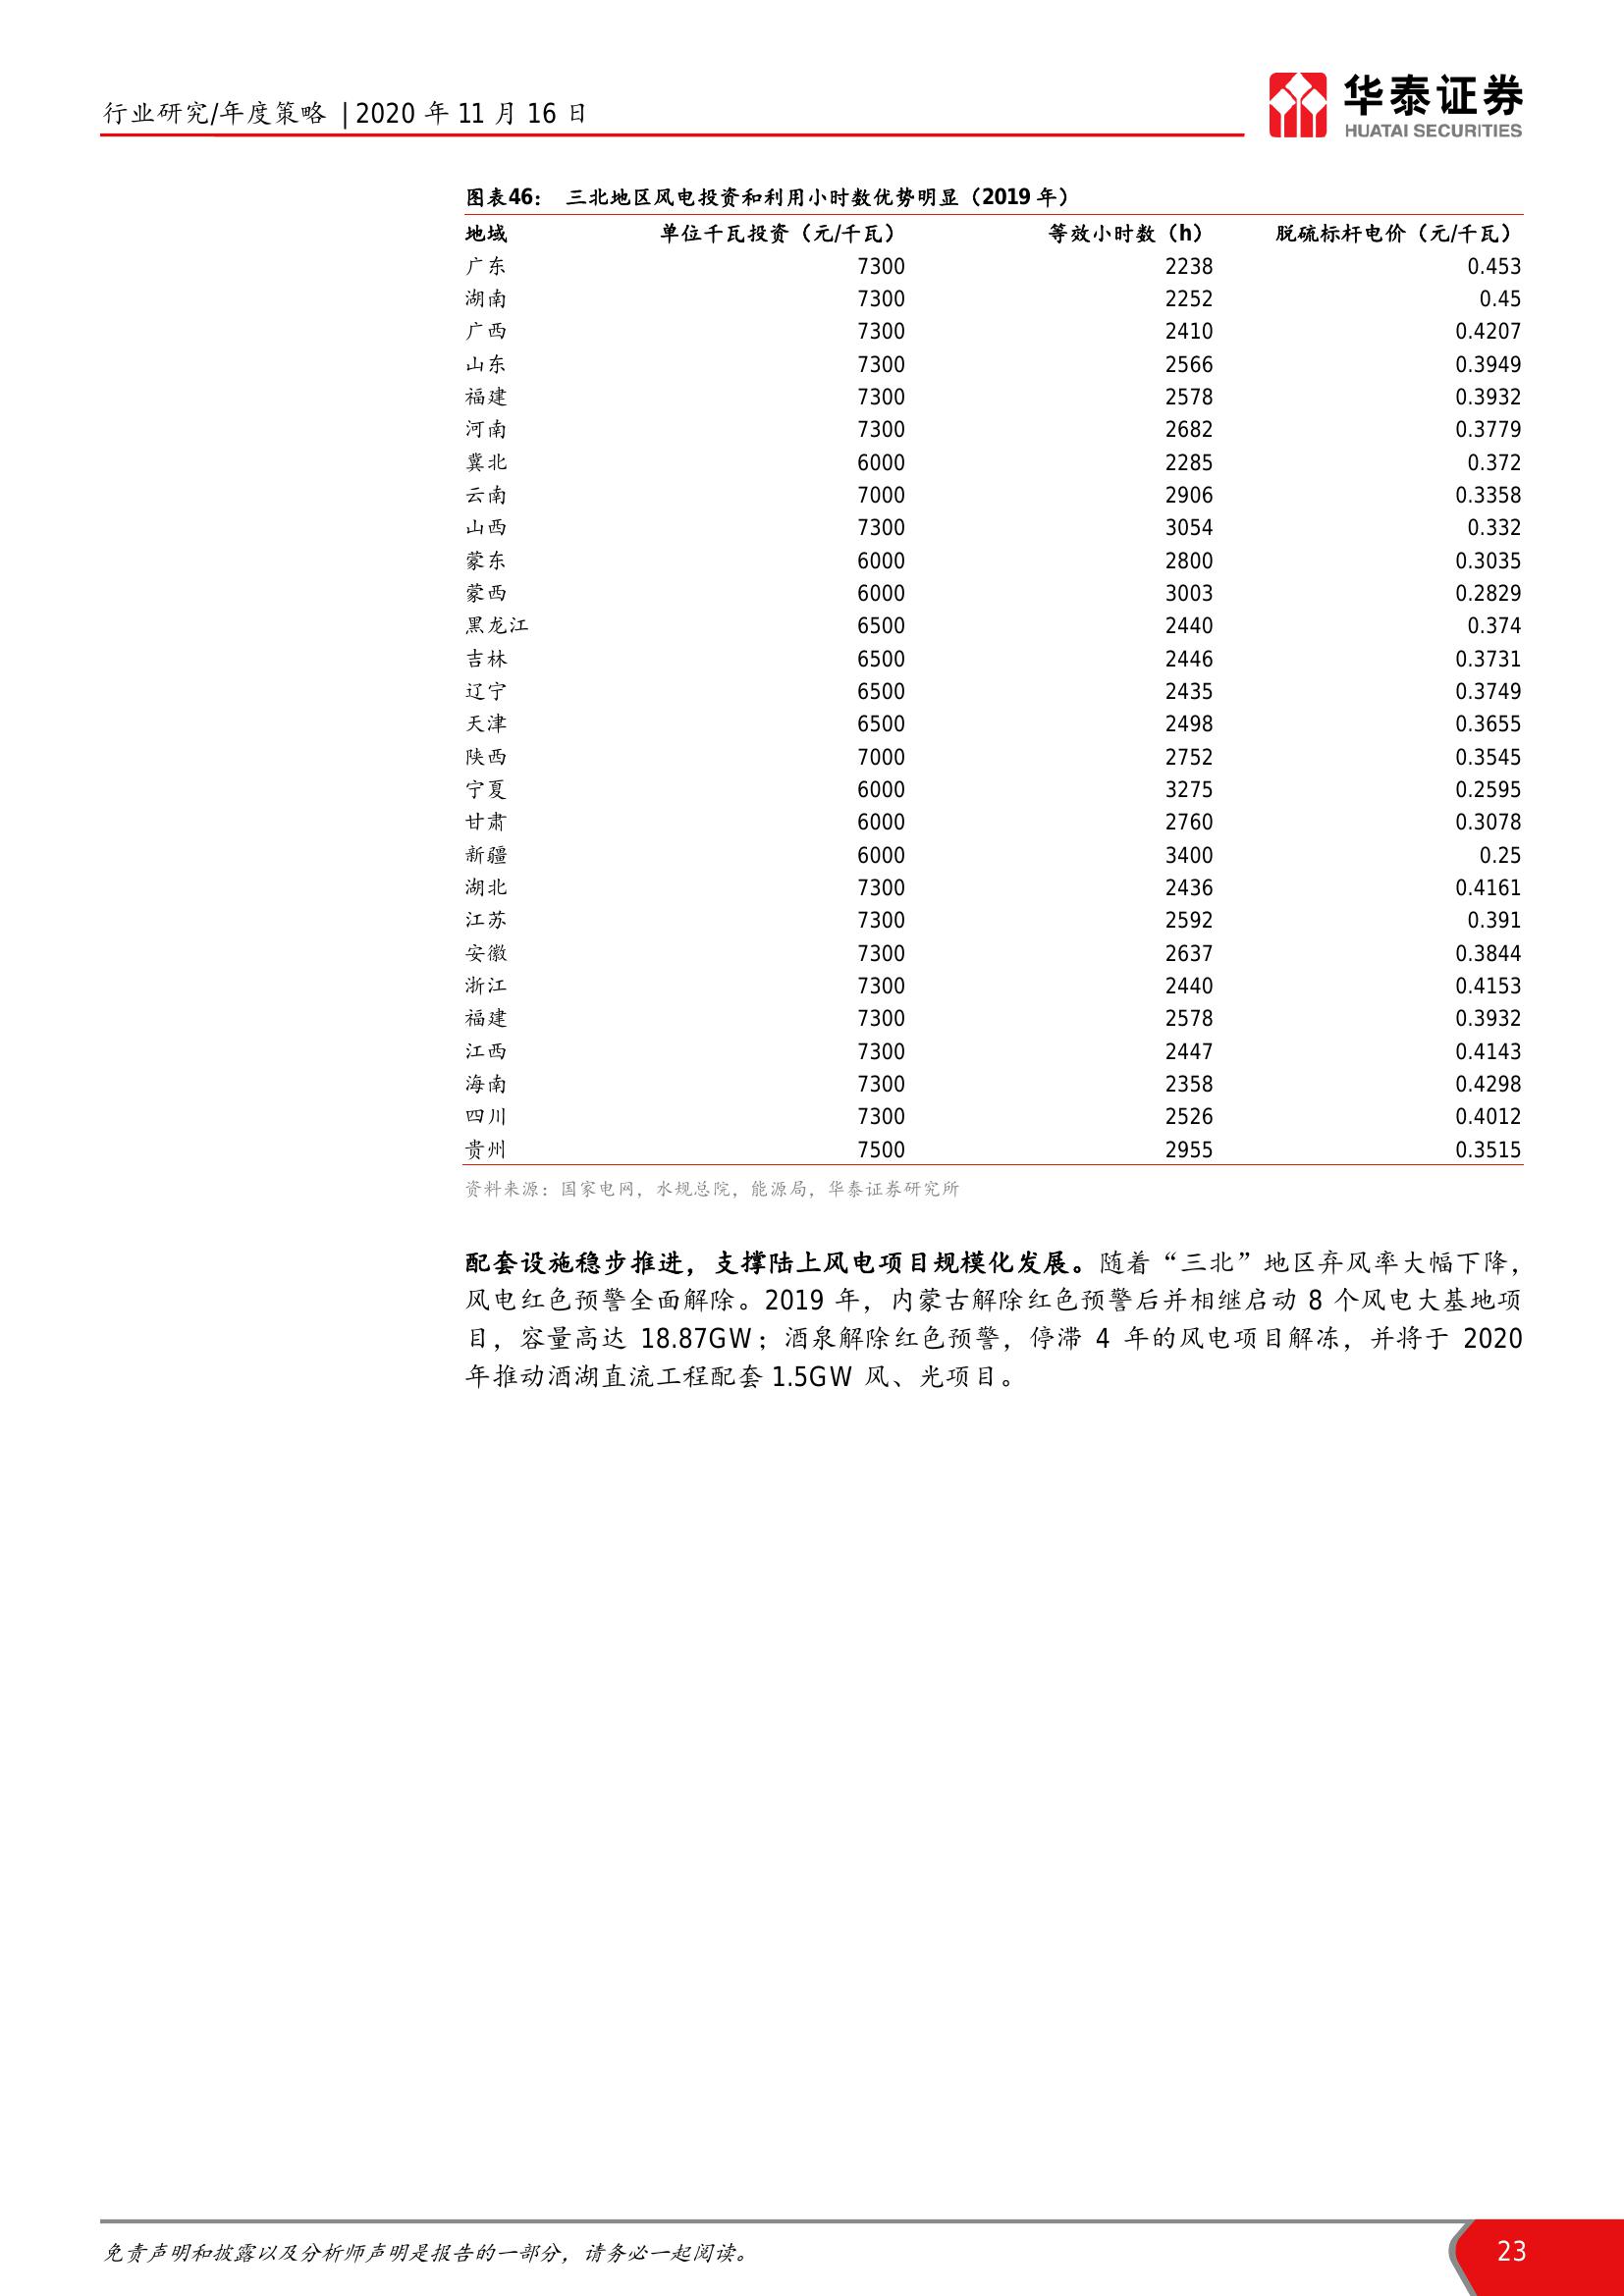 行业研究/年度策略 | 2020 年 11 月 16 日
华泰证券
HUATAI SECURITIES
图表46： 三北地区风电投资和利用小时数优势明显（2019 年）
地域 单位千瓦投资（元/千瓦） 等效小时数（h） 脱硫标杆电价（元/千瓦）
广东 7300 2238 0.453
湖南 7300 2252 0.45
广西 7300 2410 0.4207
山东 7300 2566 0.3949
福建 7300 2578 0.3932
河南 7300 2682 0.3779
冀北 6000 2285 0.372
云南 7000 2906 0.3358
山西 7300 3054 0.332
蒙东 6000 2800 0.3035
蒙西 6000 3003 0.2829
黑龙江 6500 2440 0.374
吉林 6500 2446 0.3731
辽宁 6500 2435 0.3749
天津 6500 2498 0.3655
陕西 7000 2752 0.3545
宁夏 6000 3275 0.2595
甘肃 6000 2760 0.3078
新疆 6000 3400 0.25
湖北 7300 2436 0.4161
江苏 7300 2592 0.391
安徽 7300 2637 0.3844
浙江 7300 2440 0.4153
福建 7300 2578 0.3932
江西 7300 2447 0.4143
海南 7300 2358 0.4298
四川 7300 2526 0.4012
贵州 7500 2955 0.3515
资料来源：国家电网，水规总院，能源局，华泰证券研究所
配套设施稳步推进，支撑陆上风电项目规模化发展。随着“三北”地区弃风率大幅下降，
风电红色预警全面解除。2019 年，内蒙古解除红色预警后并相继启动 8 个风电大基地项
目，容量高达 18.87GW；酒泉解除红色预警，停滞 4 年的风电项目解冻，并将于 2020
年推动酒湖直流工程配套 1.5GW 风、光项目。
免责声明和披露以及分析师声明是报告的一部分，请务必一起阅读。
23